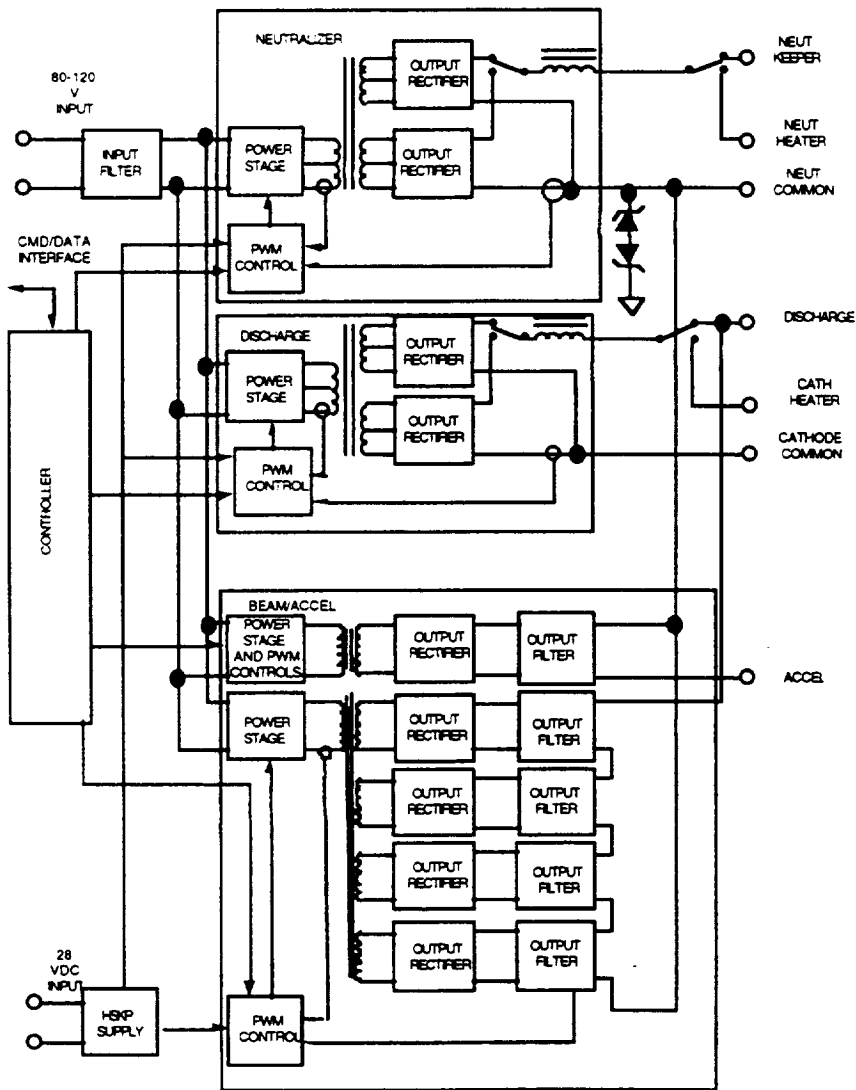 NEUTRALIZER
NEUT
KEEPER
80-120
V
INPUT
INPUT
FILTER
POWER
STAGE
OUTPUT
RECTIFIER
OUTPUT
RECTIFIER
NEUT
HEATER
NEUT
COMMON
CMD/DATA
INTERFACE
PWM
CONTROL
DISCHARGE
POWER
STAGE
OUTPUT
RECTIFIER
OUTPUT
RECTIFIER
DISCHARGE
CATH
HEATER
CATHODE
COMMON
PWM
CONTROL
CONTROLLER
BEAM/ACCEL
POWER
STAGE
AND PWM
CONTROLS
OUTPUT
RECTIFIER
OUTPUT
FILTER
ACCEL
POWER
STAGE
OUTPUT
RECTIFIER
OUTPUT
FILTER
OUTPUT
RECTIFIER
OUTPUT
FILTER
OUTPUT
RECTIFIER
OUTPUT
FILTER
OUTPUT
RECTIFIER
OUTPUT
FILTER
28
VDC
INPUT
HSKP
SUPPLY
PWM
CONTROL